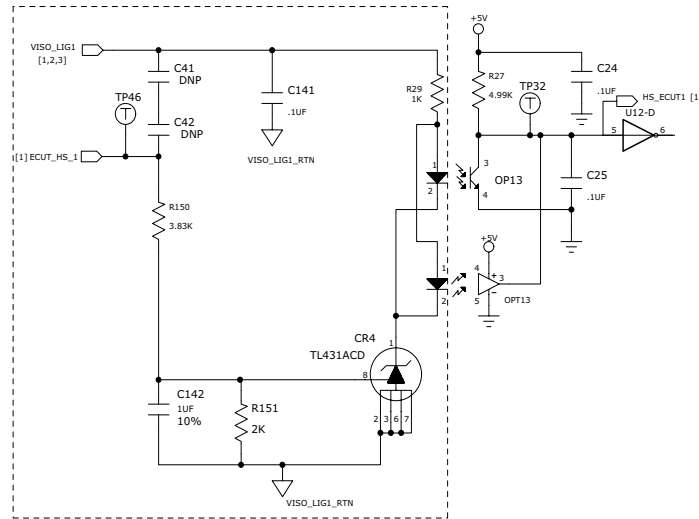 +5V
VISO_LIG1
[1,2,3]
C41
DNP
R29
1K
R27
4.99K
C24
.1UF
TP46
C141
.1UF
TP32
HS_ECUT1 [1
U12-D
C42
DNP
T
T
5
6
[1] ECUT_HS_1
VISO_LIG1_RTN
1
2
3
4
OP13
C25
.1UF
R150
3.83K
+5V
1
2
4
+
3
-
5
OPT13
CR4
TL431ACD
1
8
C142
1UF
10%
R151
2K
2
3
6
7
VISO_LIG1_RTN